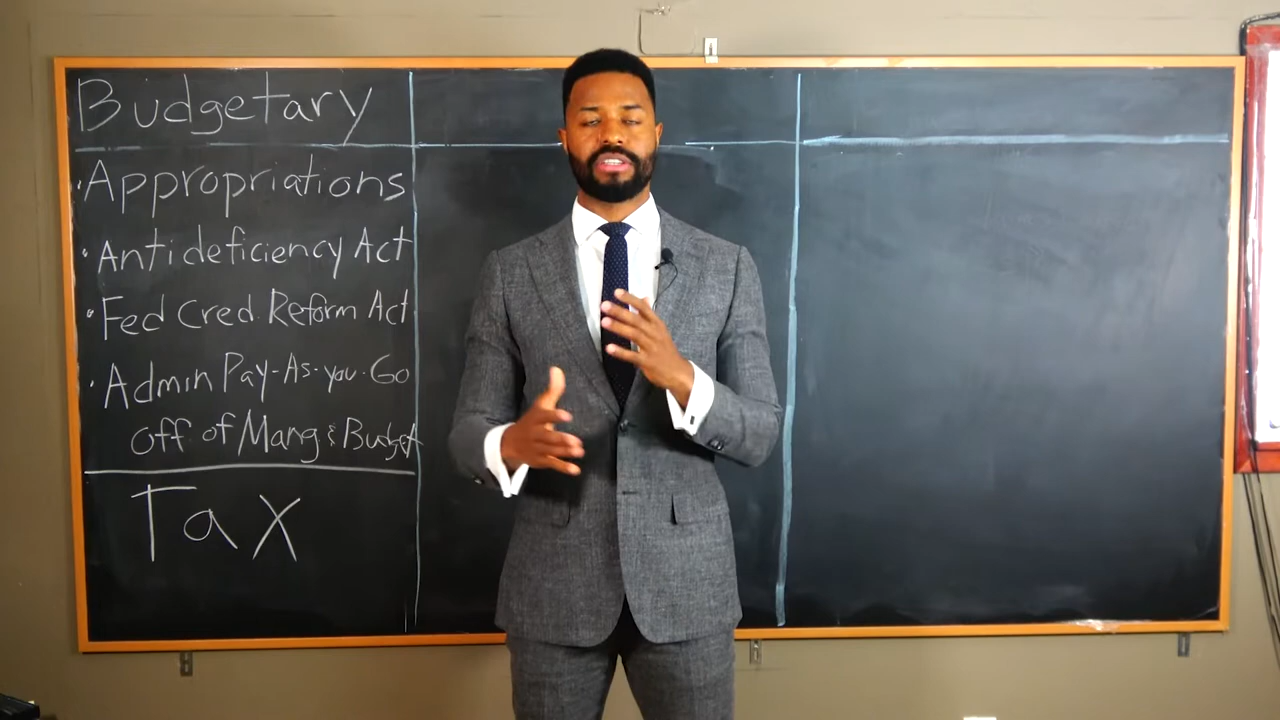 Budgetary
· Appropriations
· Antideficiency Act
· Fed Cred. Reform Act
· Admin Pay-As-you-Go
Off of Mang & Budget
Tax